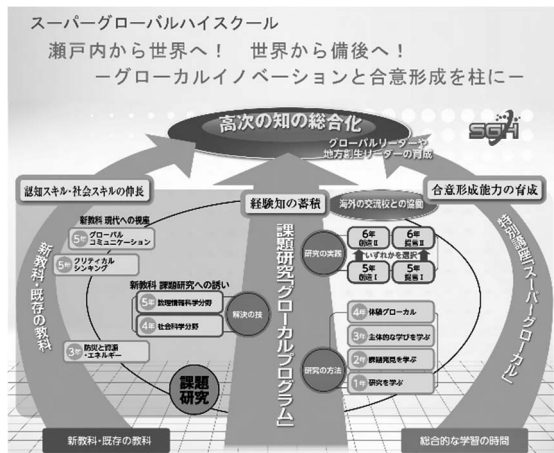 スーパーグローバルハイスクール
瀬戸内から世界へ！ 世界から備後へ！
－グローカルイノベーションと合意形成を柱に－
高次の知の総合化
グローバルリーダーや
地方創生リーダーの育成
SGH
認知スキル・社会スキルの伸長
経験知の蓄積
海外の交流校との協働
合意形成能力の育成
新教科・既存の教科
新教科 現代への視座
5年 グローバル
コミュニケーション
5年 クリティカル
シンキング
新教科 課題研究への誘い
5年 数理情報科学分野
4年 社会科学分野
解決の技
3年 防災と資源
・エネルギー
課題
研究
課題研究「グローカルプログラム」
研究の実践
6年 創造Ⅱ
6年 提言Ⅱ
いずれかを選択
5年 創造Ⅰ
5年 提言Ⅰ
研究の方法
4年 体験グローカル
3年 主体的な学びを学ぶ
2年 課題発見を学ぶ
1年 研究を学ぶ
特別講座「スーパーグローカル」
新教科・既存の教科
総合的な学習の時間